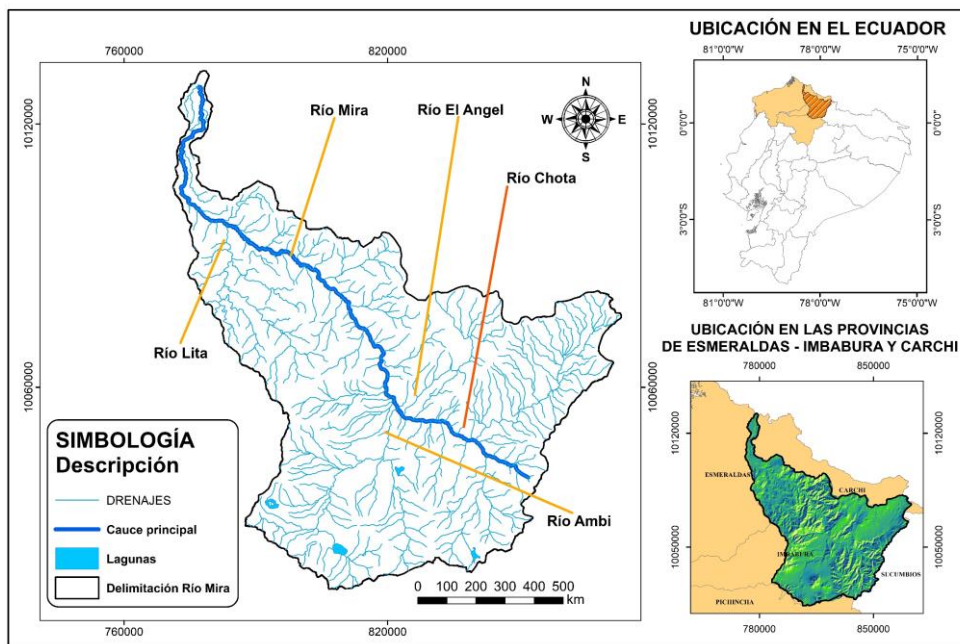 760000
820000
10120000
10120000
10060000
10060000
760000
820000
Río Mira
Río El Angel
Río Chota
Río Lita
Río Ambi
N
W
E
S
SIMBOLOGÍA
Descripción
DRENAJES
Cauce principal
Lagunas
Delimitación Río Mira
0 100 200 300 400 500
km
UBICACIÓN EN EL ECUADOR
81°0'0"W
78°0'0"W
75°0'0"W
0°0'0"
0°0'0"
3°0'0"S
3°0'0"S
81°0'0"W
78°0'0"W
75°0'0"W
UBICACIÓN EN LAS PROVINCIAS
DE ESMERALDAS - IMBABURA Y CARCHI
780000
850000
10120000
10120000
10050000
10050000
ESMERALDAS
CARCHI
IMBABURA
SUCUMBIOS
PICHINCHA
780000
850000